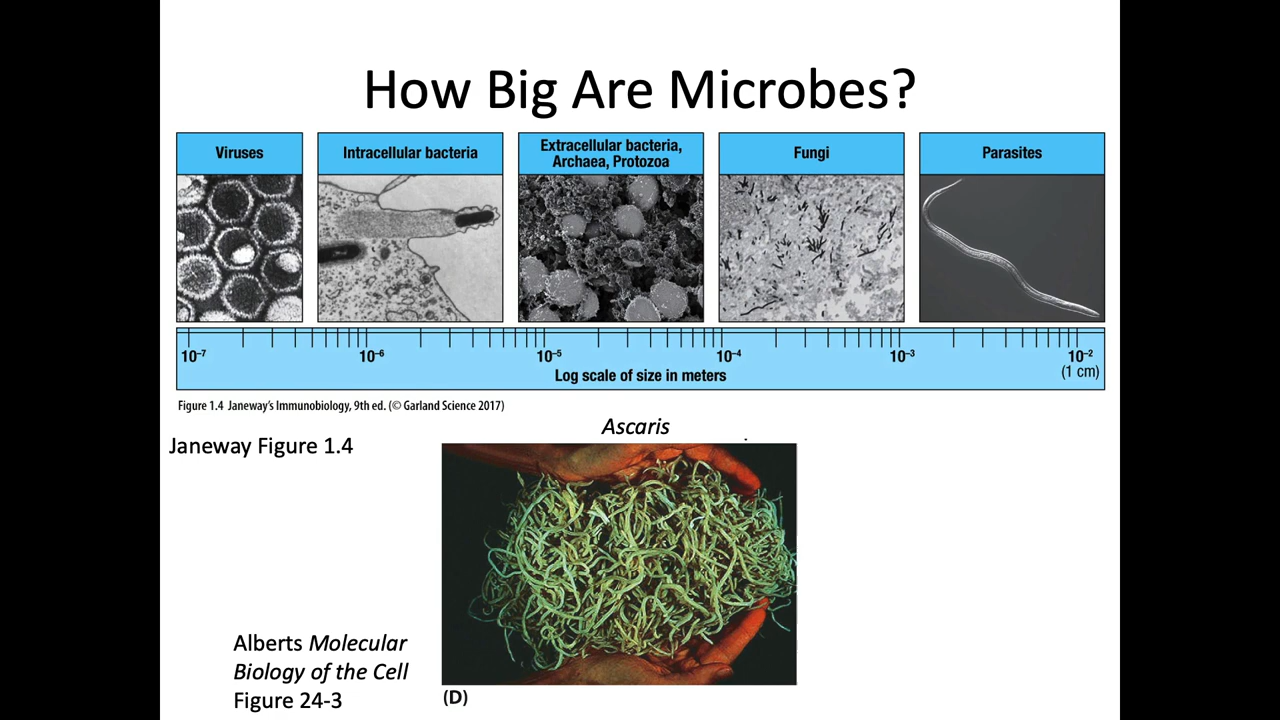 How Big Are Microbes?
Viruses
Intracellular bacteria
Extracellular bacteria,
Archaea, Protozoa
Fungi
Parasites
10⁻⁷ 10⁻⁶ 10⁻⁵ 10⁻⁴ 10⁻³ 10⁻²
(1 cm)
Log scale of size in meters
Figure 1.4 Janeway's Immunobiology, 9th ed. (© Garland Science 2017)
Janeway Figure 1.4
Ascaris
Alberts Molecular
Biology of the Cell
Figure 24-3
(D)